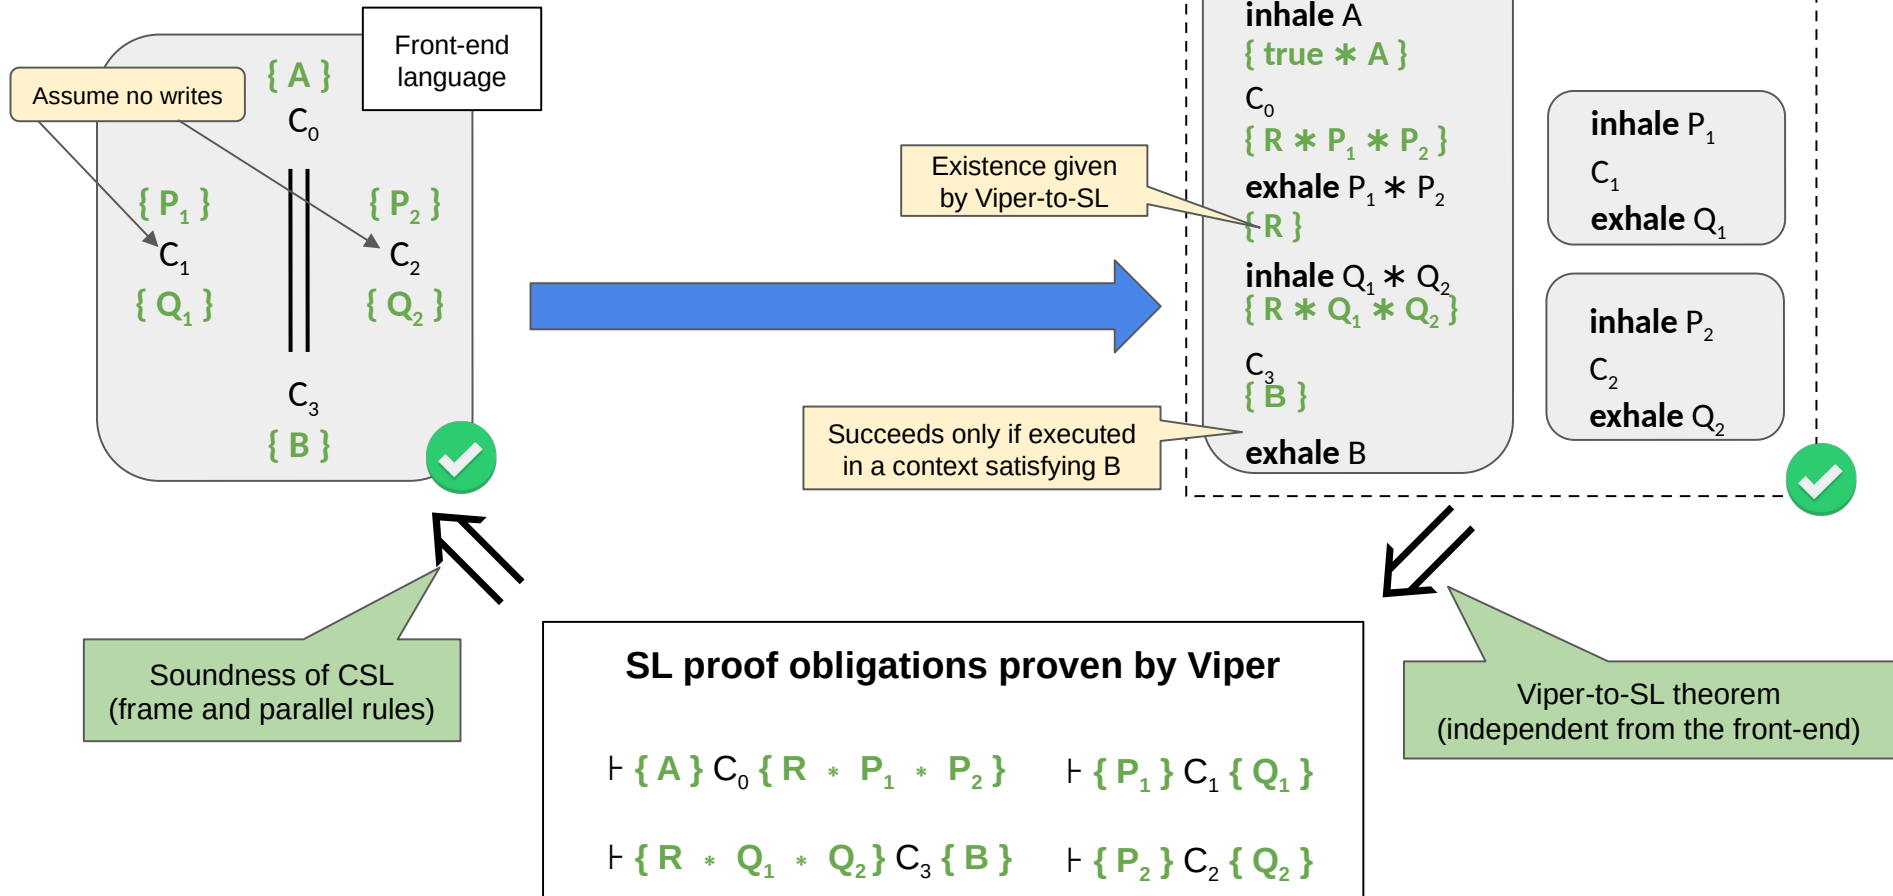 Front-end
language
Assume no writes
{ A }
C₀
{ P₁ }
{ P₂ }
C₁
C₂
{ Q₁ }
{ Q₂ }
C₃
{ B }
inhale A
{ true ∗ A }
C₀
{ R ∗ P₁ ∗ P₂ }
exhale P₁ ∗ P₂
{ R }
inhale Q₁ ∗ Q₂
{ R ∗ Q₁ ∗ Q₂ }
C₃
{ B }
exhale B
Existence given
by Viper-to-SL
Succeeds only if executed
in a context satisfying B
inhale P₁
C₁
exhale Q₁
inhale P₂
C₂
exhale Q₂
Soundness of CSL
(frame and parallel rules)
Viper-to-SL theorem
(independent from the front-end)
SL proof obligations proven by Viper
⊢ { A } C₀ { R ∗ P₁ ∗ P₂ }
⊢ { P₁ } C₁ { Q₁ }
⊢ { R ∗ Q₁ ∗ Q₂ } C₃ { B }
⊢ { P₂ } C₂ { Q₂ }